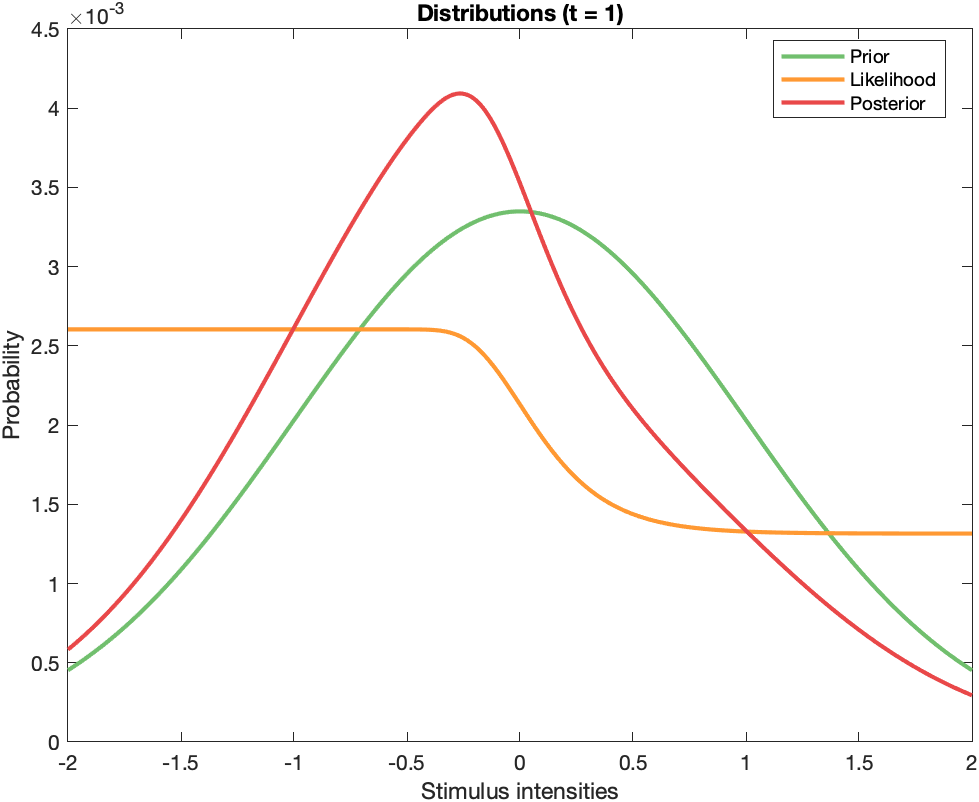 Distributions (t = 1)
×10-3
4.5
4
3.5
3
2.5
2
1.5
1
0.5
0
Probability
Prior
Likelihood
Posterior
-2 -1.5 -1 -0.5 0 0.5 1 1.5 2
Stimulus intensities